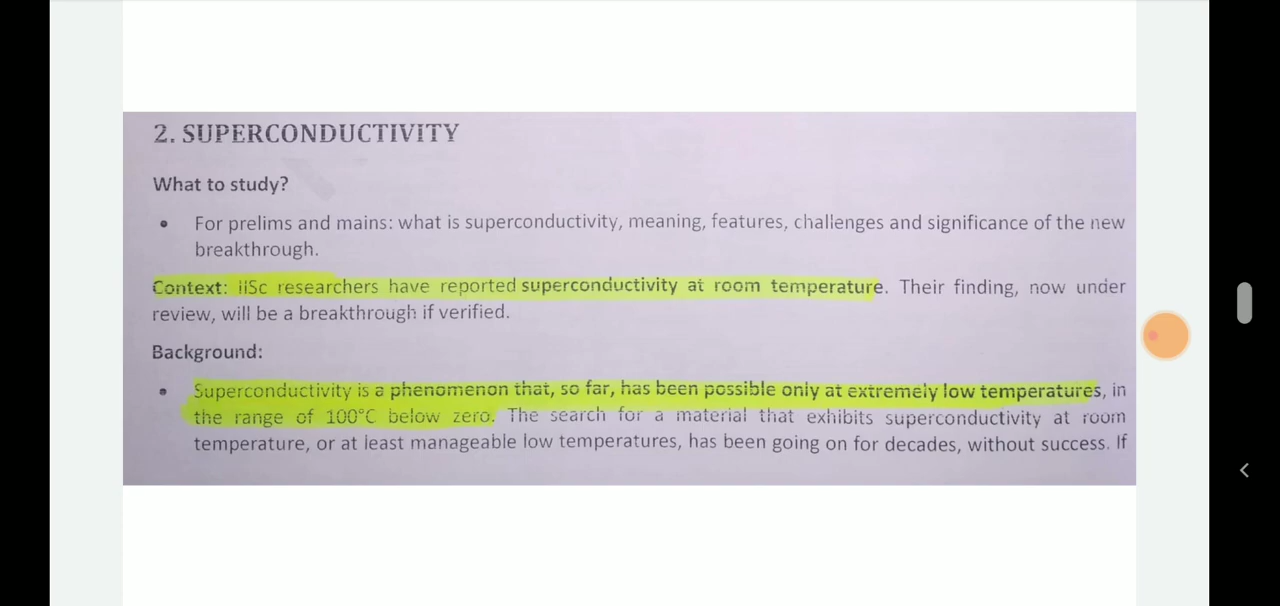 2. SUPERCONDUCTIVITY
What to study?
• For prelims and mains: what is superconductivity, meaning, features, challenges and significance of the new
breakthrough.
Context: IISc researchers have reported superconductivity at room temperature. Their finding, now under
review, will be a breakthrough if verified.
Background:
• Superconductivity is a phenomenon that, so far, has been possible only at extremely low temperatures, in
the range of 100°C below zero. The search for a material that exhibits superconductivity at room
temperature, or at least manageable low temperatures, has been going on for decades, without success. If